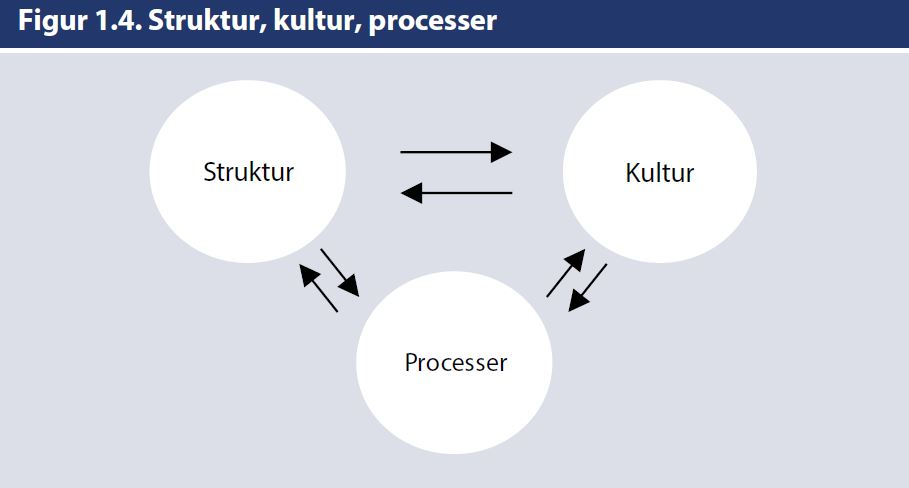 Figur 1.4. Struktur, kultur, processer
Struktur
Kultur
Processer